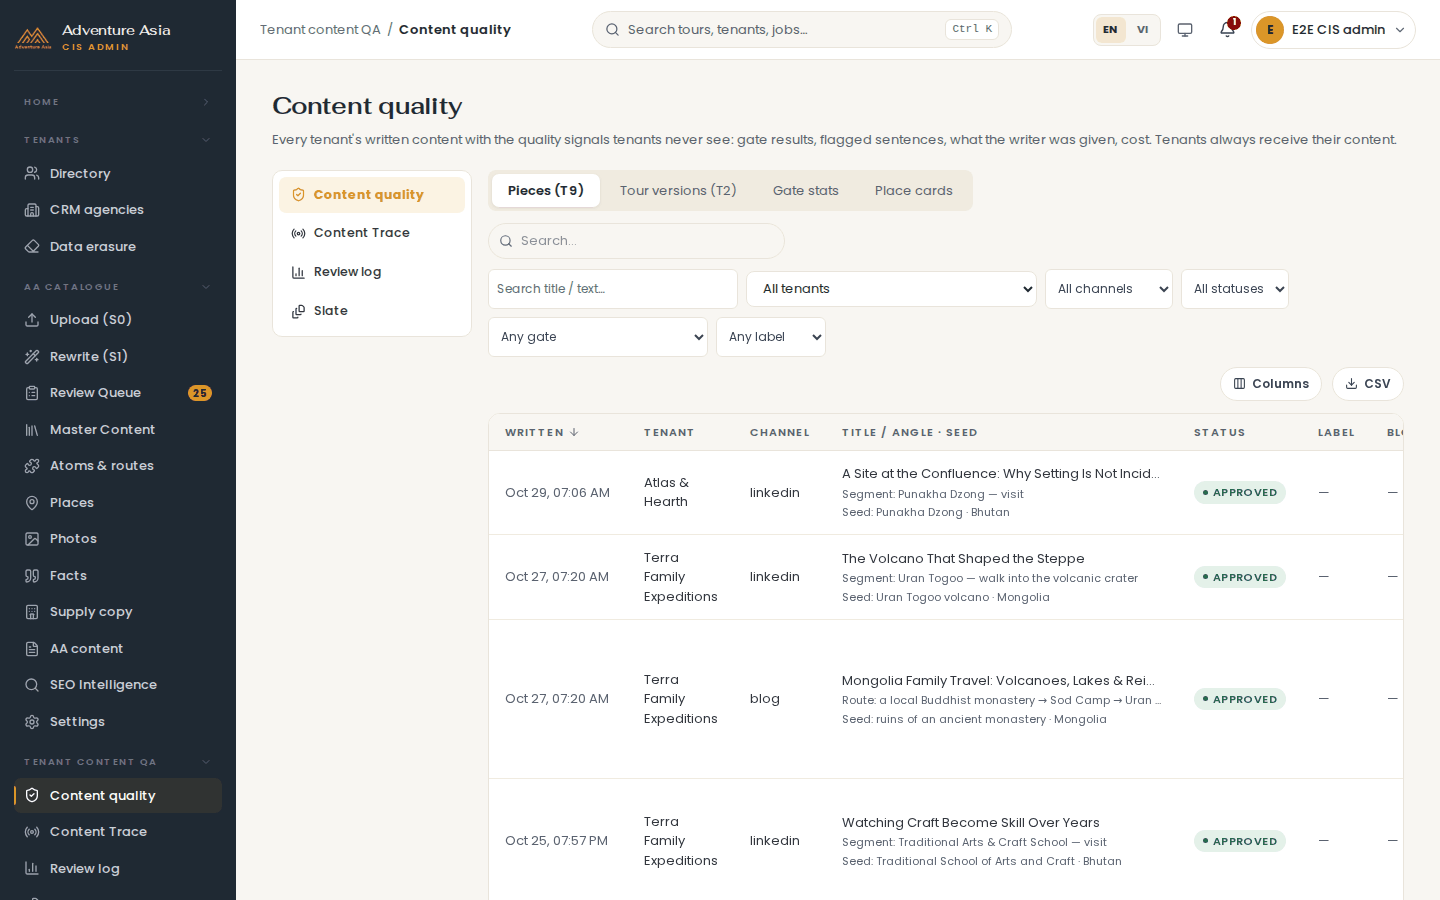 Adventure Asia
CIS ADMIN
Adventure Asia
HOME
TENANTS
Directory
CRM agencies
Data erasure
AA CATALOGUE
Upload (S0)
Rewrite (S1)
Review Queue 25
Master Content
Atoms & routes
Places
Photos
Facts
Supply copy
AA content
SEO Intelligence
Settings
TENANT CONTENT QA
Content quality
Content Trace
Review log
Tenant content QA / Content quality
Search tours, tenants, jobs... Ctrl K
EN VI
1
E E2E CIS admin
Content quality
Every tenant's written content with the quality signals tenants never see: gate results, flagged sentences, what the writer was given, cost. Tenants always receive their content.
Content quality
Content Trace
Review log
Slate
Pieces (T9) Tour versions (T2) Gate stats Place cards
Search...
Search title / text... All tenants All channels All statuses
Any gate Any label
Columns CSV
WRITTEN ↓ TENANT CHANNEL TITLE / ANGLE · SEED STATUS LABEL
Oct 29, 07:06 AM Atlas & Hearth linkedin A Site at the Confluence: Why Setting Is Not Incid... APPROVED — —
Segment: Punakha Dzong — visit
Seed: Punakha Dzong · Bhutan
Oct 27, 07:20 AM Terra Family Expeditions linkedin The Volcano That Shaped the Steppe APPROVED — —
Segment: Uran Togoo — walk into the volcanic crater
Seed: Uran Togoo volcano · Mongolia
Oct 27, 07:20 AM Terra Family Expeditions blog Mongolia Family Travel: Volcanoes, Lakes & Rei... APPROVED — —
Route: a local Buddhist monastery → Sod Camp → Uran ...
Seed: ruins of an ancient monastery · Mongolia
Oct 25, 07:57 PM Terra Family Expeditions linkedin Watching Craft Become Skill Over Years APPROVED — —
Segment: Traditional Arts & Craft School — visit
Seed: Traditional School of Arts and Craft · Bhutan